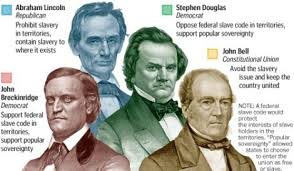 Abraham Lincoln
Republican
Prohibit slavery
in territories,
contain slavery to
where it exists
Stephen Douglas
Democrat
Oppose federal slave code in territories,
support popular sovereignty
John Bell
Constitutional Union
Avoid the slavery
issue and keep the
country united
John
Breckinridge
Democrat
Support federal
slave code in
territories,
support popular
sovereignty
NOTE: A federal
slave code would
protect
the interests of slave
holders in the
territories. "Popular
sovereignty" allowed
states to choose
to enter the
union as free
or slave.